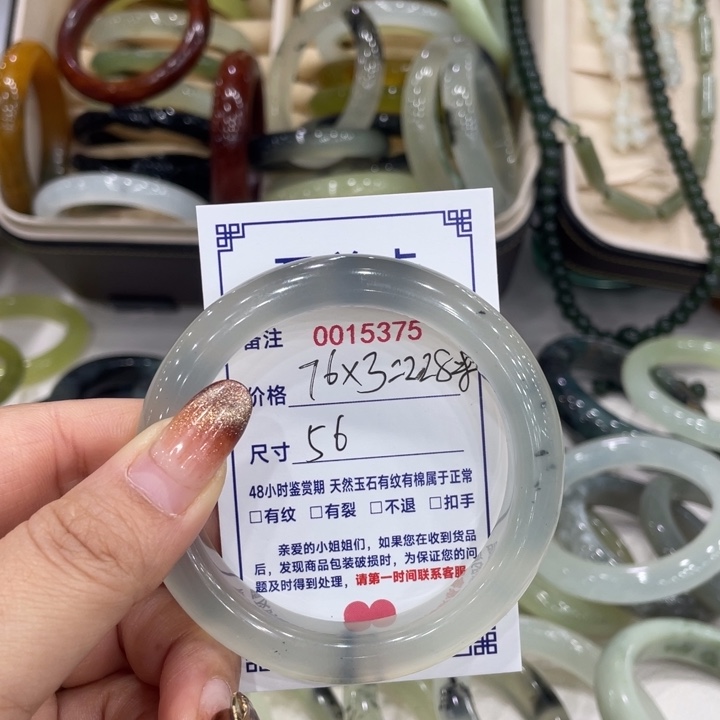 备注 0015375
价格 76×3=228
尺寸 56
48小时鉴赏期 天然玉石有纹有棉属于正常
□有纹 □有裂 □不退 □扣手
亲爱的小姐姐们，如果您在收到货品
后，发现商品包装破损时，为保证您的问
题及时得到处理，请第一时间联系客服